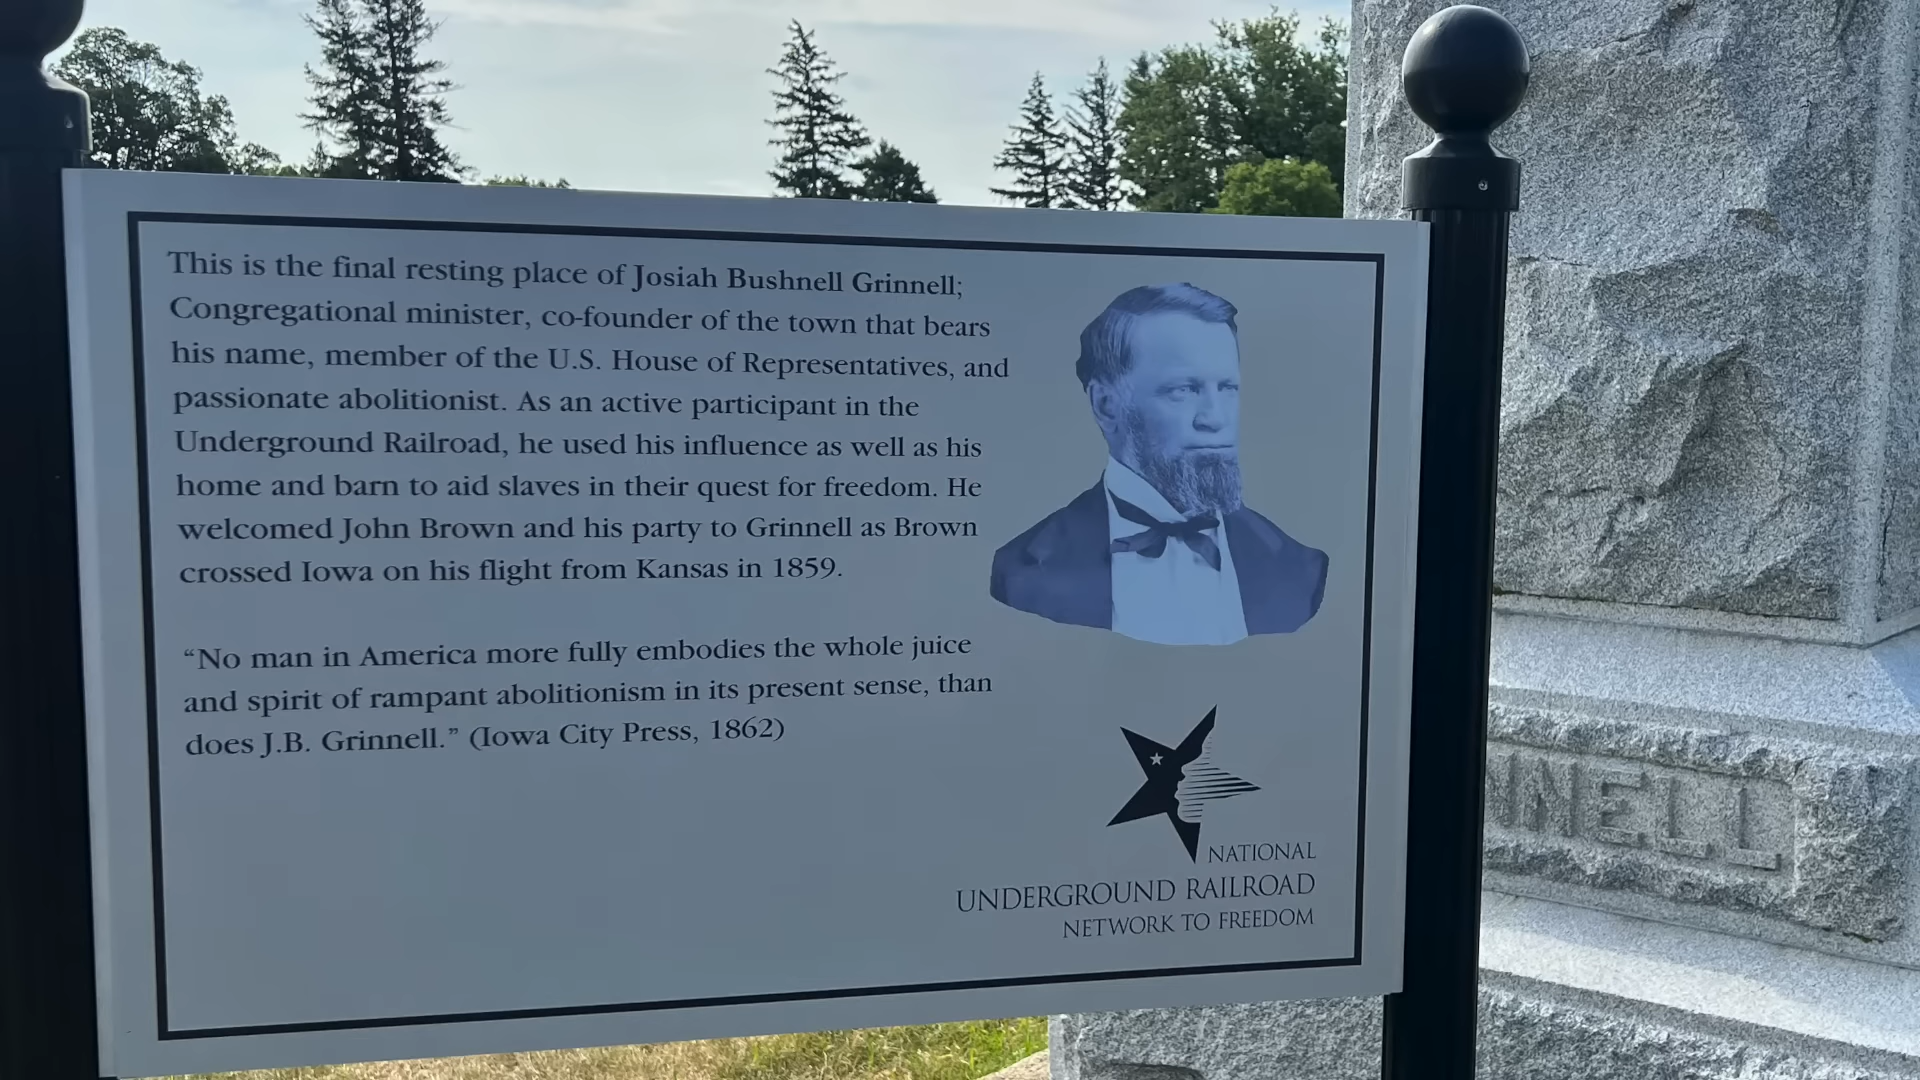 This is the final resting place of Josiah Bushnell Grinnell;
Congregational minister, co-founder of the town that bears
his name, member of the U.S. House of Representatives, and
passionate abolitionist. As an active participant in the
Underground Railroad, he used his influence as well as his
home and barn to aid slaves in their quest for freedom. He
welcomed John Brown and his party to Grinnell as Brown
crossed Iowa on his flight from Kansas in 1859.
“No man in America more fully embodies the whole juice
and spirit of rampant abolitionism in its present sense, than
does J.B. Grinnell.” (Iowa City Press, 1862)
NATIONAL
UNDERGROUND RAILROAD
NETWORK TO FREEDOM
NNELL